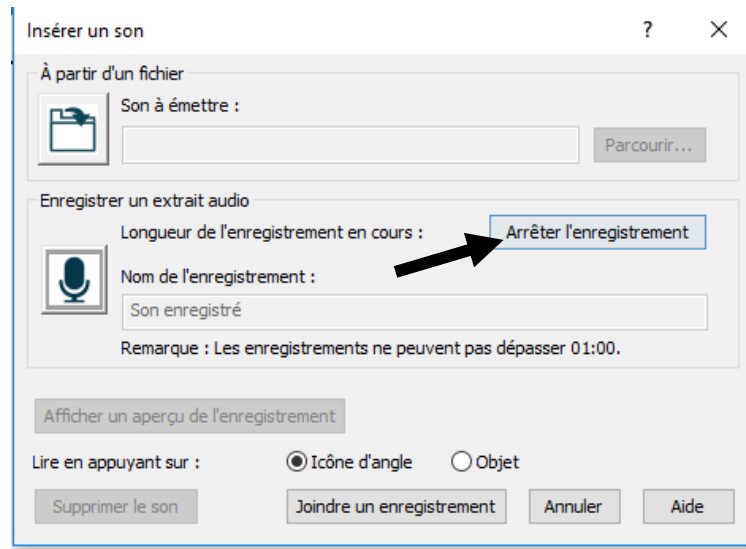 Insérer un son ?
À partir d'un fichier
Son à émettre :
Parcourir...
Enregistrer un extrait audio
Longueur de l'enregistrement en cours : Arrêter l'enregistrement
Nom de l'enregistrement :
Son enregistré
Remarque : Les enregistrements ne peuvent pas dépasser 01:00.
Afficher un aperçu de l'enregistrement
Lire en appuyant sur : Icône d'angle Objet
Supprimer le son Joindre un enregistrement Annuler Aide